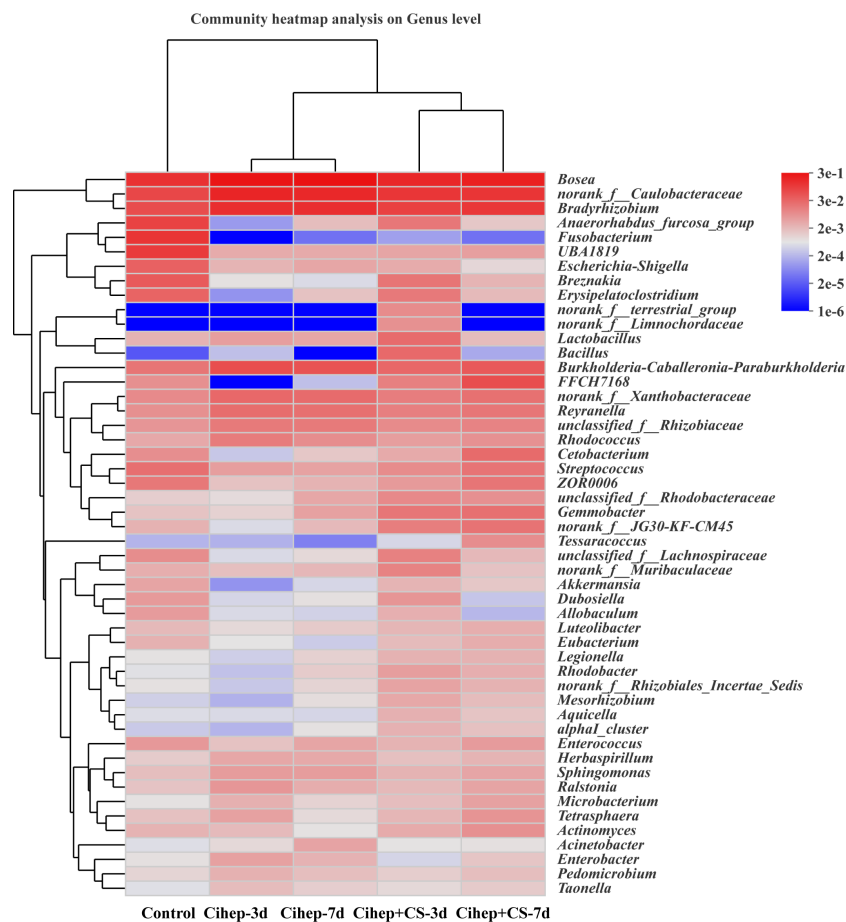 Community heatmap analysis on Genus level
Bosea
norank_f__Caulobacteraceae
Bradyrhizobium
Anaerorhabdus_furcosa_group
Fusobacterium
UBA1819
Escherichia-Shigella
Breznakia
Erysipelatoclostridium
norank_f__terrestrial_group
norank_f__Limnochordaceae
Lactobacillus
Bacillus
Burkholderia-Caballeronia-Paraburkholderia
FFCH7168
norank_f__Xanthobacteraceae
Reyranella
unclassified_f__Rhizobiaceae
Rhodococcus
Cetobacterium
Streptococcus
ZOR0006
unclassified_f__Rhodobacteraceae
Gemmobacter
norank_f__JG30-KF-CM45
Tessaracoccus
unclassified_f__Lachnospiraceae
norank_f__Muribaculaceae
Akkermansia
Dubosiella
Allobaculum
Luteolibacter
Eubacterium
Legionella
Rhodobacter
norank_f__Rhizobiales_Incertae_Sedis
Mesorhizobium
Aquicella
alphaI_cluster
Enterococcus
Herbaspirillum
Sphingomonas
Ralstonia
Microbacterium
Tetrasphaera
Actinomyces
Acinetobacter
Enterobacter
Pedomicrobium
Taonella
3e-1
2e-2
2e-3
2e-4
2e-5
1e-6
Control Cihep-3d Cihep-7d Cihep+CS-3d Cihep+CS-7d